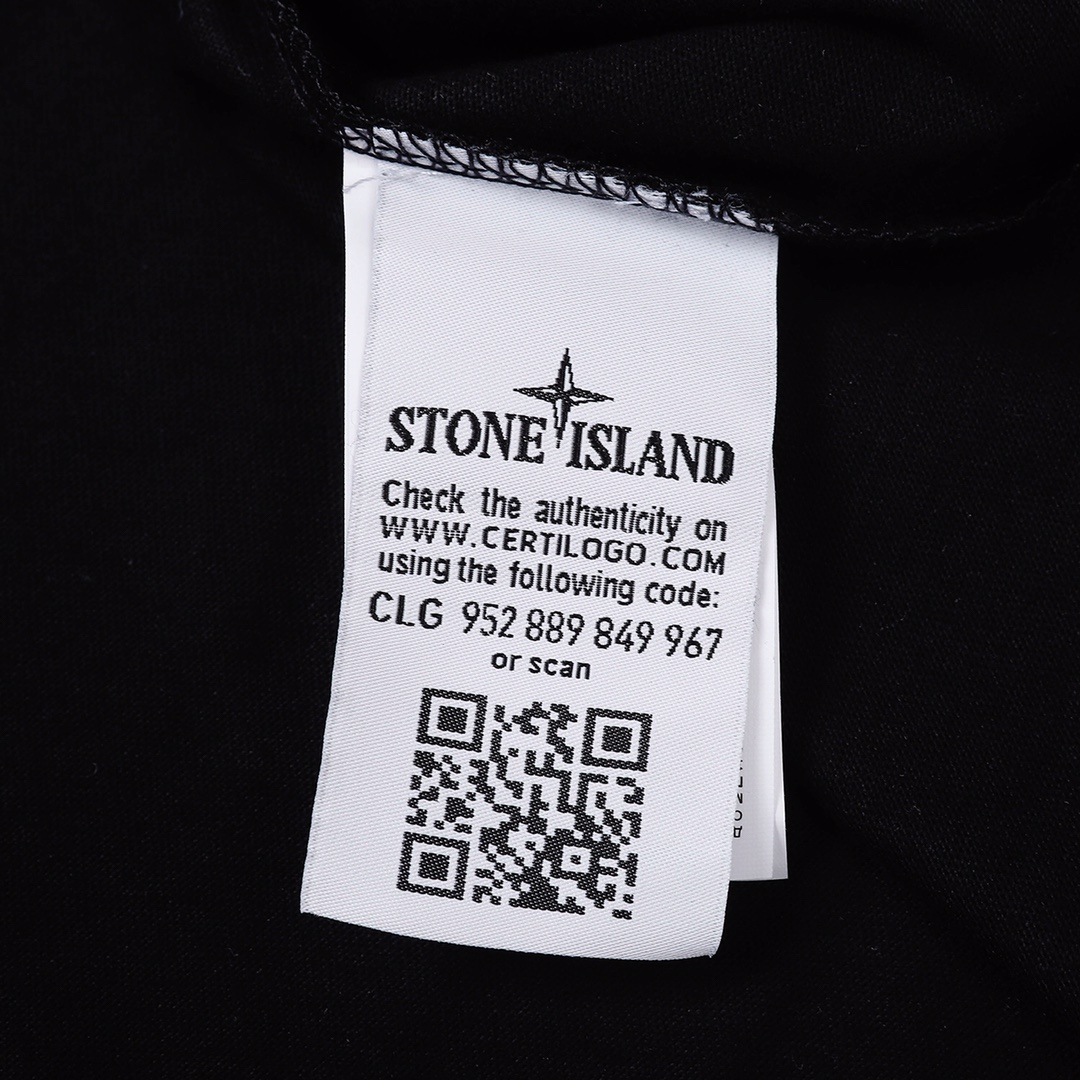 STONE ISLAND
Check the authenticity on
WWW.CERTILOGO.COM
using the following code:
CLG 952 889 849 967
or scan